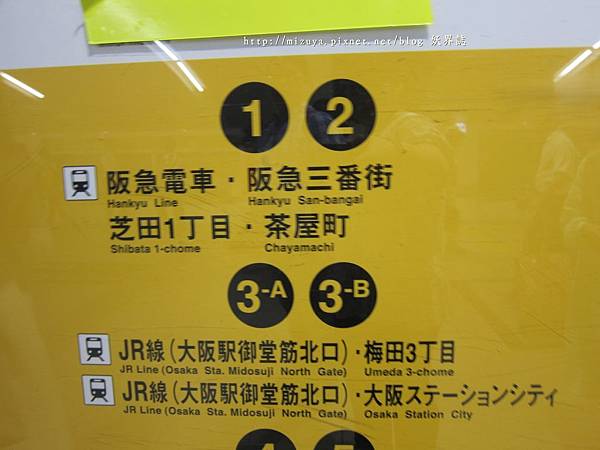 http://mizuya.pixnet.net/blog 妖界誌
1 2
阪急電車・阪急三番街
Hankyu Line Hankyu San-bangai
芝田1丁目・茶屋町
Shibata 1-chome Chayamachi
3-A 3-B
JR線(大阪駅御堂筋北口)・梅田3丁目
JR Line (Osaka Sta. Midosuji North Gate) Umeda 3-chome
JR線(大阪駅御堂筋北口)・大阪ステーションシティ
JR Line (Osaka Sta. Midosuji North Gate) Osaka Station City
4 5